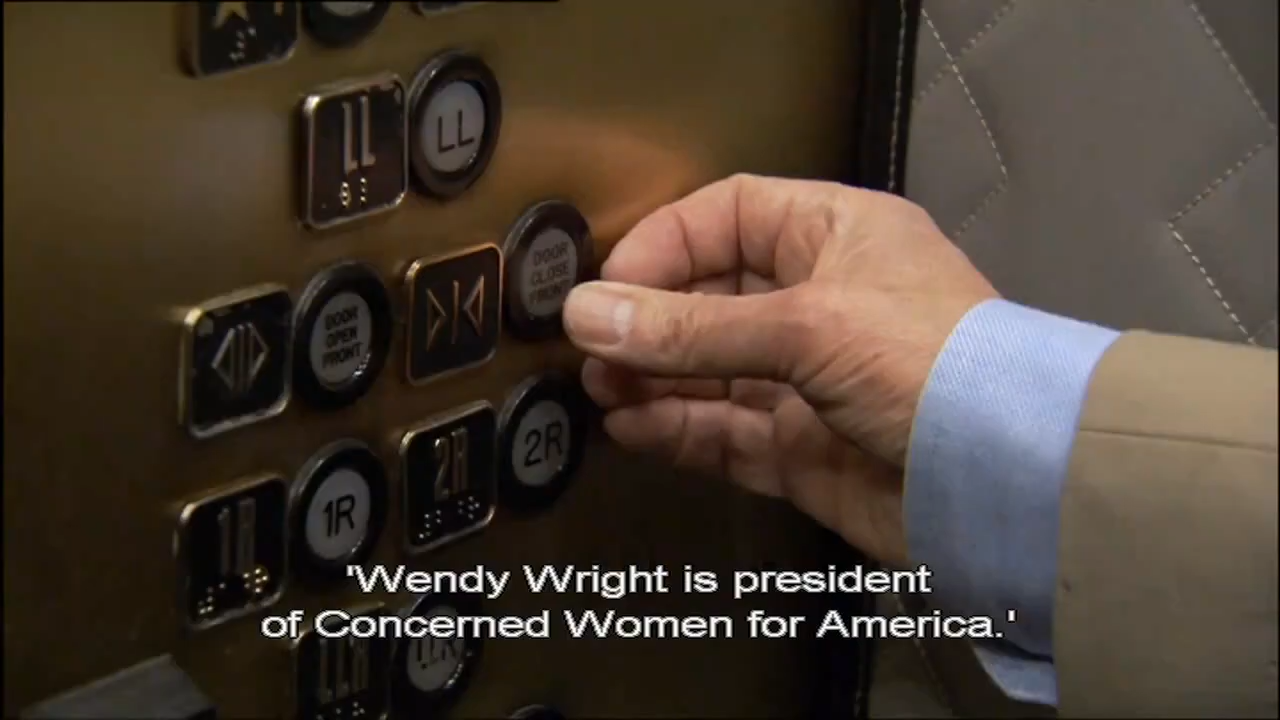 LL
LL
DOOR
CLOSE
FRONT
DOOR
OPEN
FRONT
2R
2R
1R
1R
'Wendy Wright is president
of Concerned Women for America.'